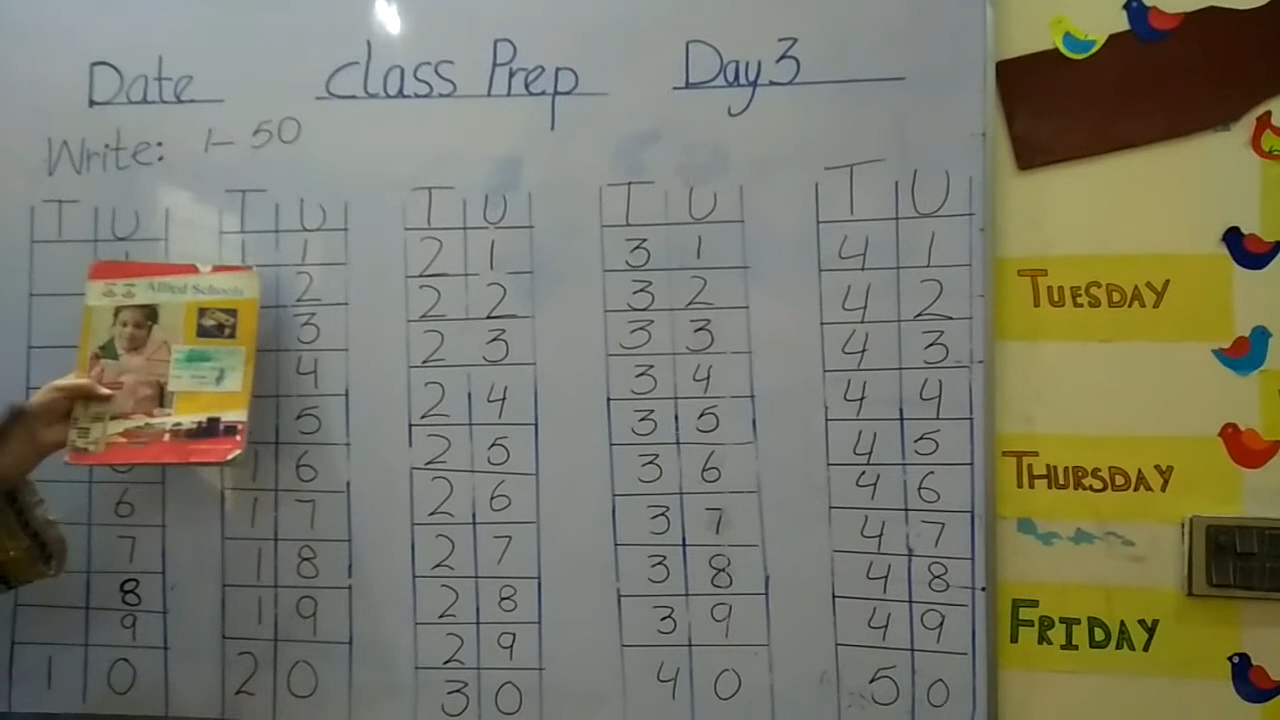 Date Class Prep Day 3
Write: 1-50
T U T U T U T U T U
1 1 2 1 3 1 4 1
2 2 2 3 2 4 2
3 2 3 3 3 4 3
4 2 4 3 4 4 4
5 2 5 3 5 4 5
6 1 6 2 6 3 6 4 6
7 1 7 2 7 3 7 4 7
8 1 8 2 8 3 8 4 8
9 1 9 2 9 3 9 4 9
1 0 2 0 3 0 4 0 5 0
Allied Schools
TUESDAY
THURSDAY
FRIDAY